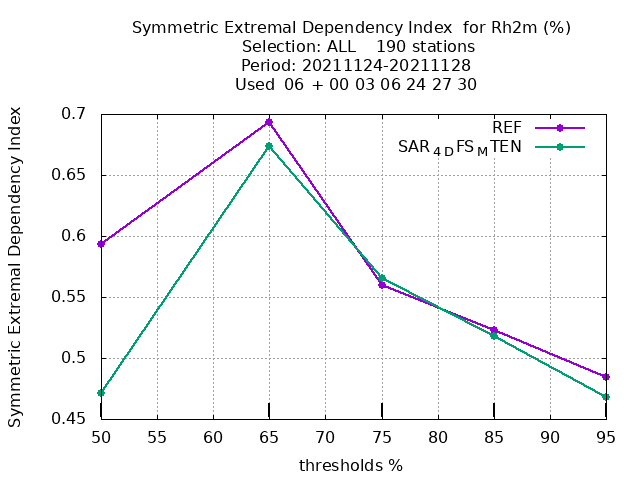 Symmetric Extremal Dependency Index  for Rh2m (%)
Selection: ALL    190 stations
Period: 20211124-20211128
Used  06 + 00 03 06 24 27 30
Symmetric Extremal Dependency Index
0.7
0.65
0.6
0.55
0.5
0.45
REF
SAR4DFSMTEN
50 55 60 65 70 75 80 85 90 95
thresholds %